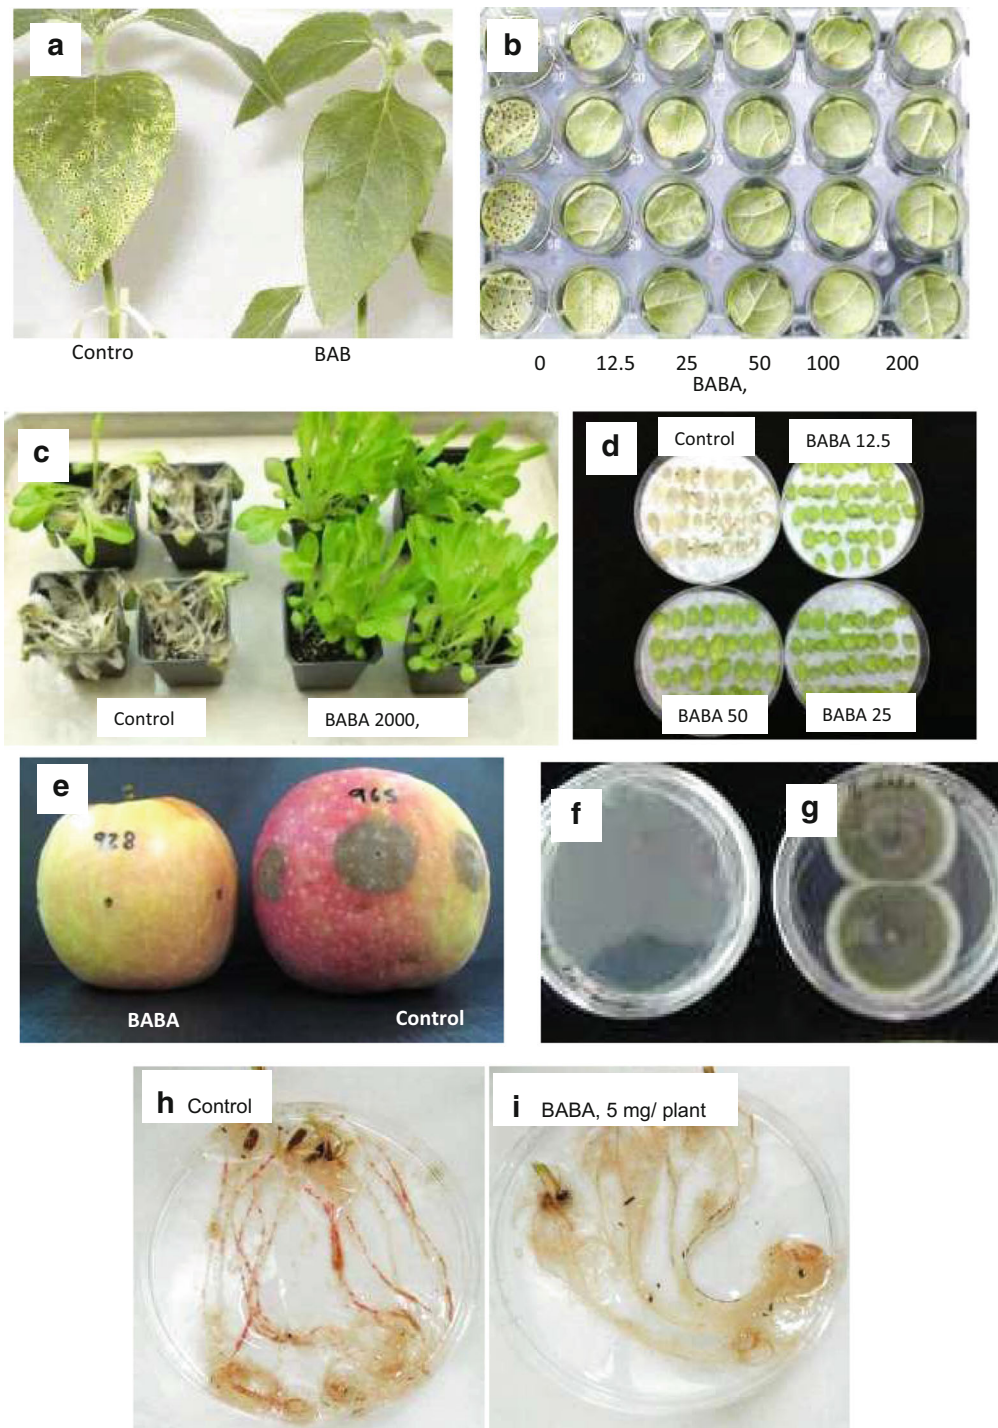 a
b
Contro
BAB
0 12.5 25 50 100 200
BABA,
c
Control
BABA 2000,
d
Control
BABA 12.5
BABA 50
BABA 25
e
928
965
BABA
Control
f
g
h Control
i BABA, 5 mg/ plant